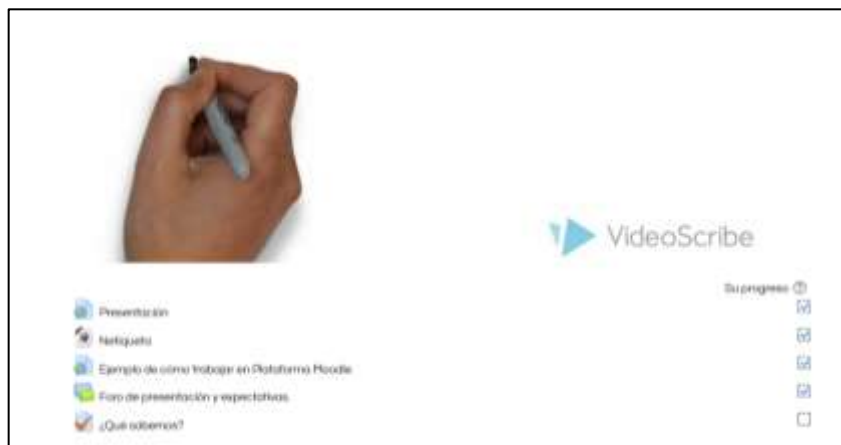 VideoScribe
Su progreso
Presentación
Netiqueta
Ejemplo de cómo trabajar en Plataforma Moodle
Foro de presentación y expectativas
¿Qué sabemos?